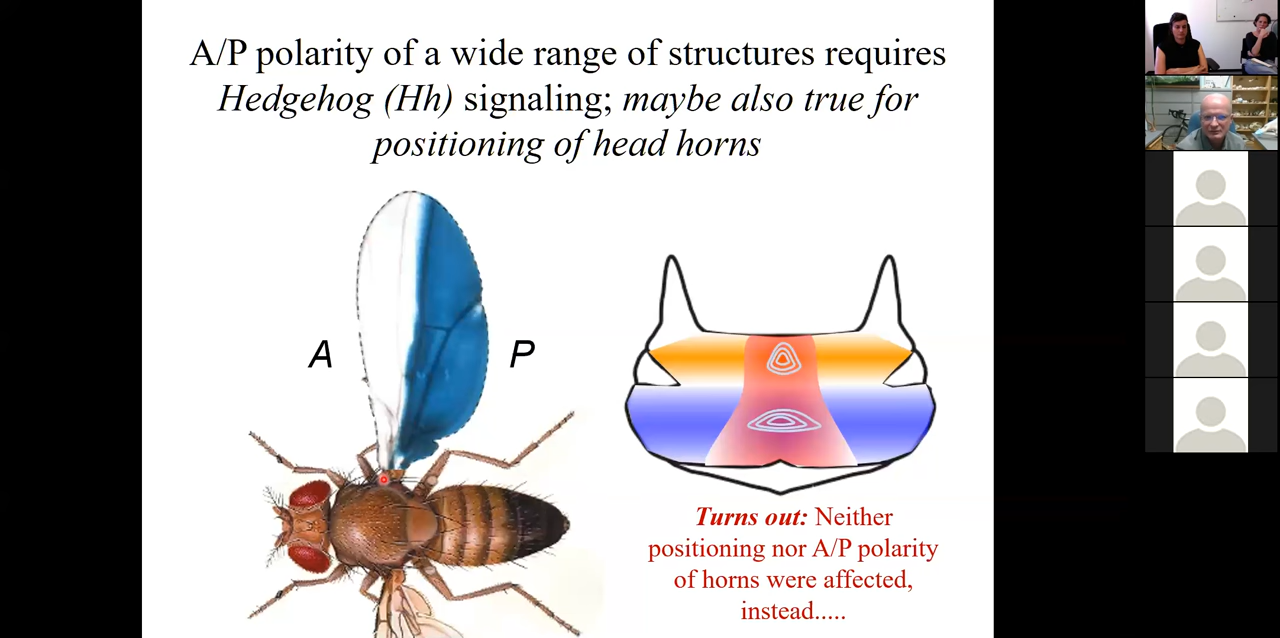 A/P polarity of a wide range of structures requires
Hedgehog (Hh) signaling; maybe also true for
positioning of head horns
A
P
Turns out: Neither
positioning nor A/P polarity
of horns were affected,
instead.....